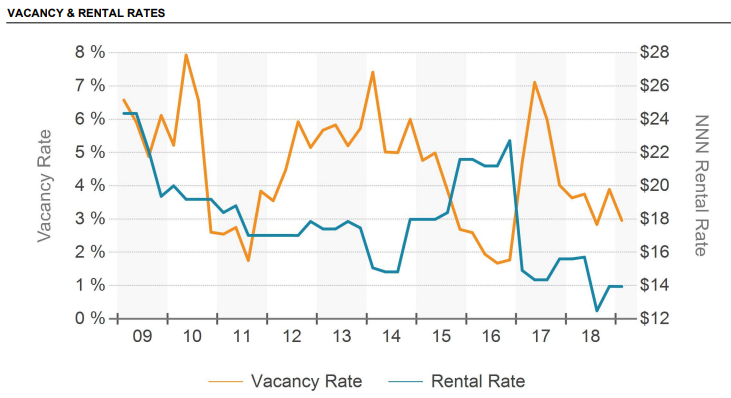 VACANCY & RENTAL RATES
8 % $28
7 % $26
6 % $24
5 % $22
4 % $20
3 % $18
2 % $16
1 % $14
0 % $12
Vacancy Rate
NNN Rental Rate
09 10 11 12 13 14 15 16 17 18
Vacancy Rate Rental Rate